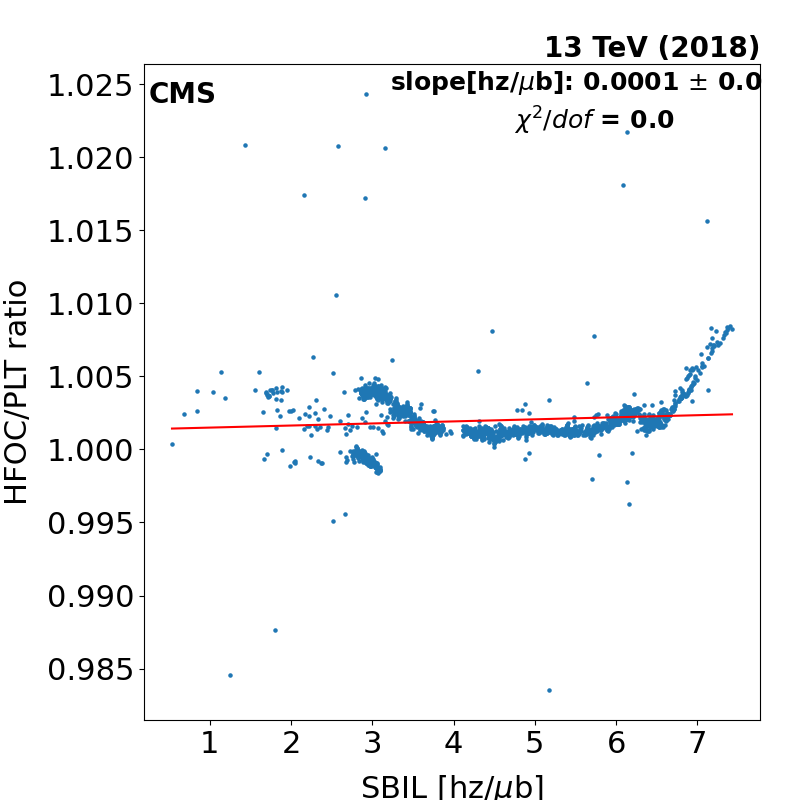 13 TeV (2018)
CMS
slope[hz/μb]: 0.0001 ± 0.0
χ²/dof = 0.0
HFOC/PLT ratio
1.025
1.020
1.015
1.010
1.005
1.000
0.995
0.990
0.985
1 2 3 4 5 6 7
SBIL [hz/μb]